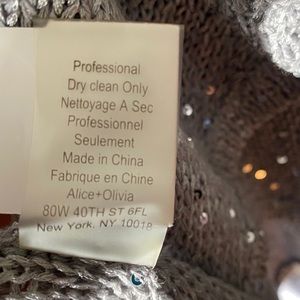 Professional
Dry clean Only
Nettoyage A Sec
Professionnel
Seulement
Made in China
Fabrique en Chine
Alice+Olivia
80W 40TH ST 6FL
New York, NY 10018